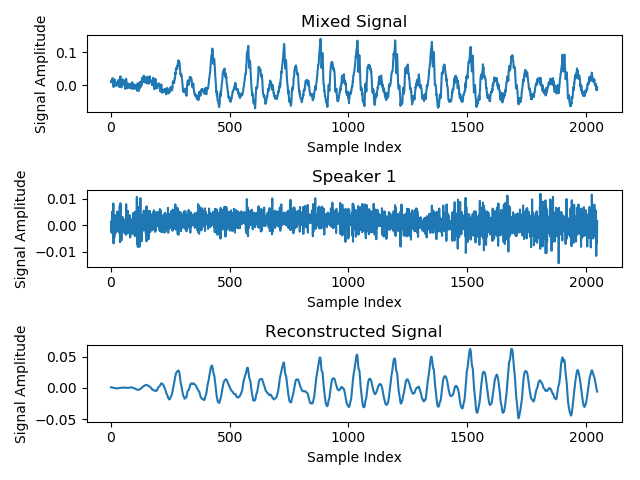 Mixed Signal
Signal Amplitude
0.1
0.0
0
500
1000
1500
2000
Sample Index
Speaker 1
Signal Amplitude
0.01
0.00
−0.01
0
500
1000
1500
2000
Sample Index
Reconstructed Signal
Signal Amplitude
0.05
0.00
−0.05
0
500
1000
1500
2000
Sample Index